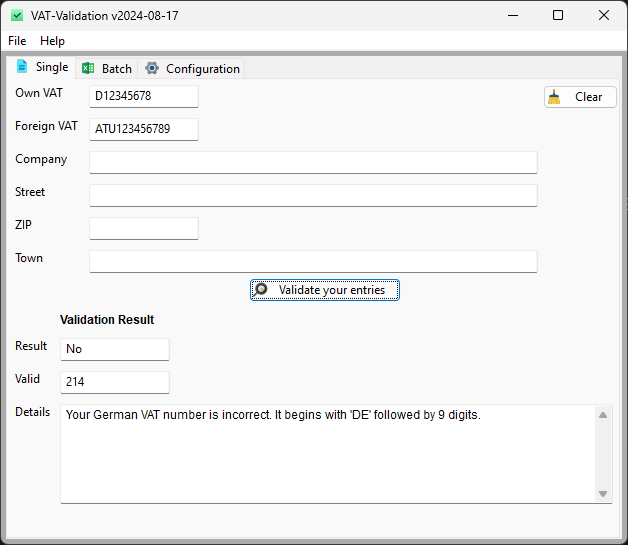 VAT-Validation v2024-08-17
File Help
Single Batch Configuration
Own VAT D12345678 Clear
Foreign VAT ATU123456789
Company
Street
ZIP
Town
Validate your entries
Validation Result
Result No
Valid 214
Details Your German VAT number is incorrect. It begins with 'DE' followed by 9 digits.